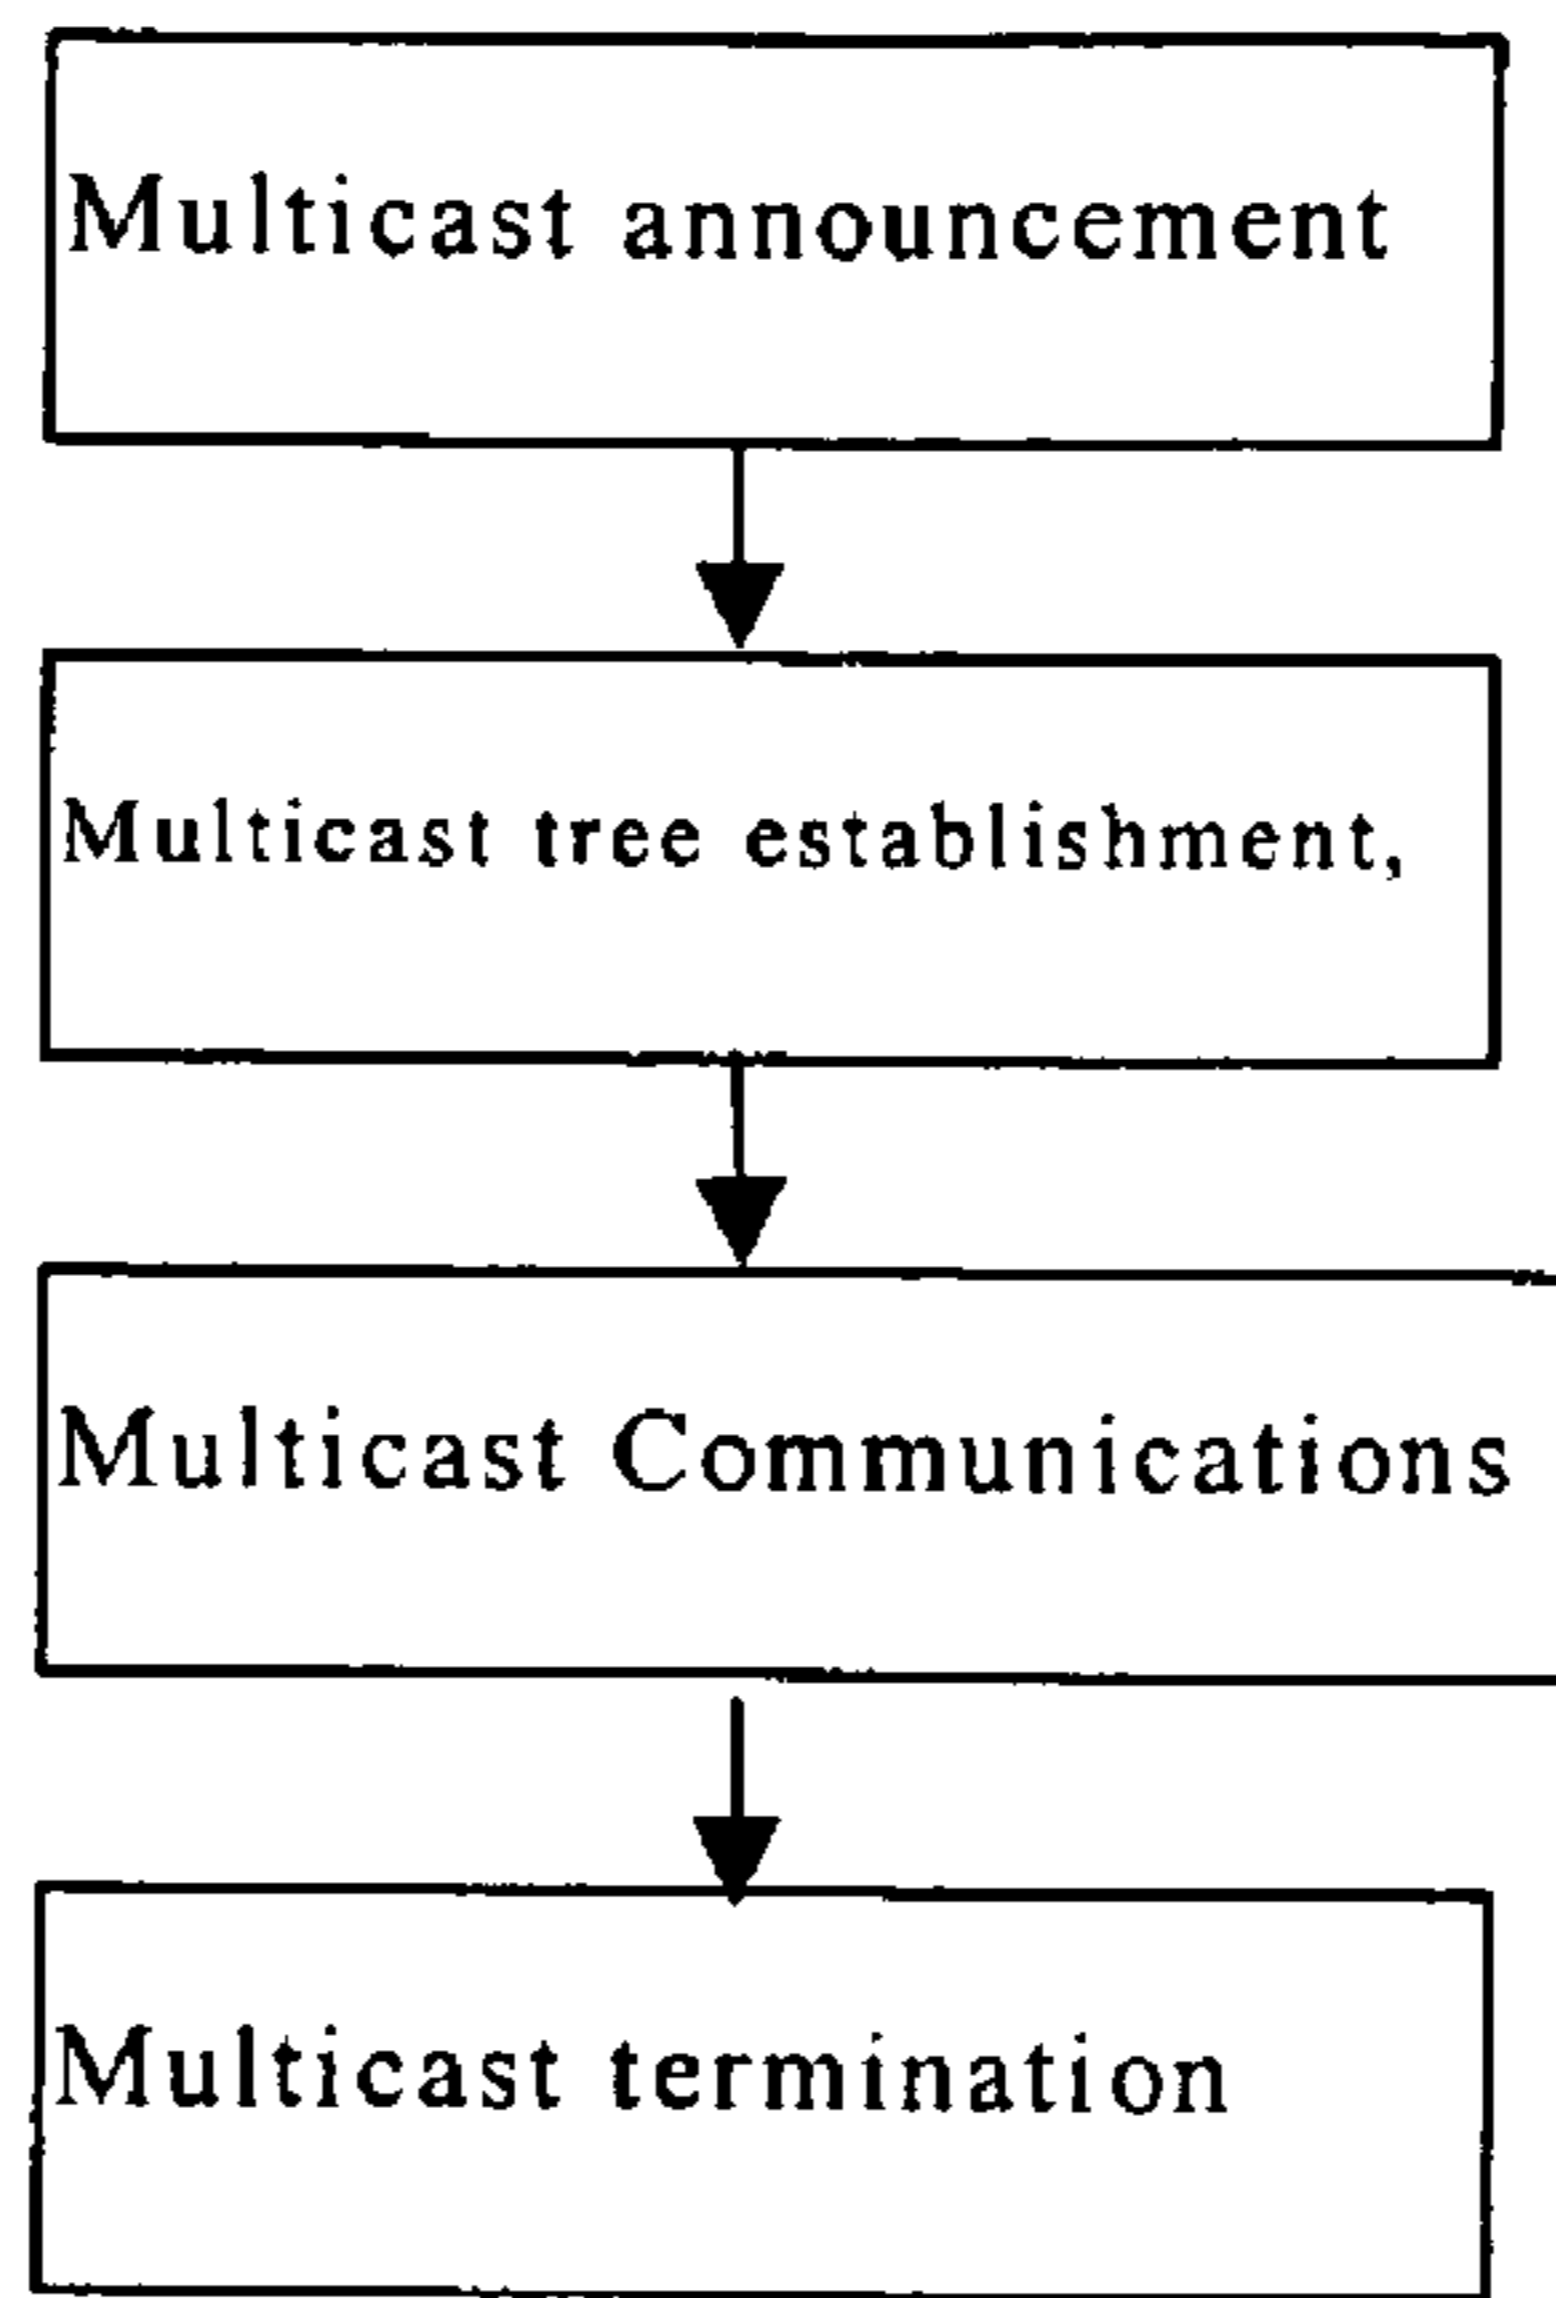 Multicast announcement
Multicast tree establishment,
Multicast Communications
Multicast termination